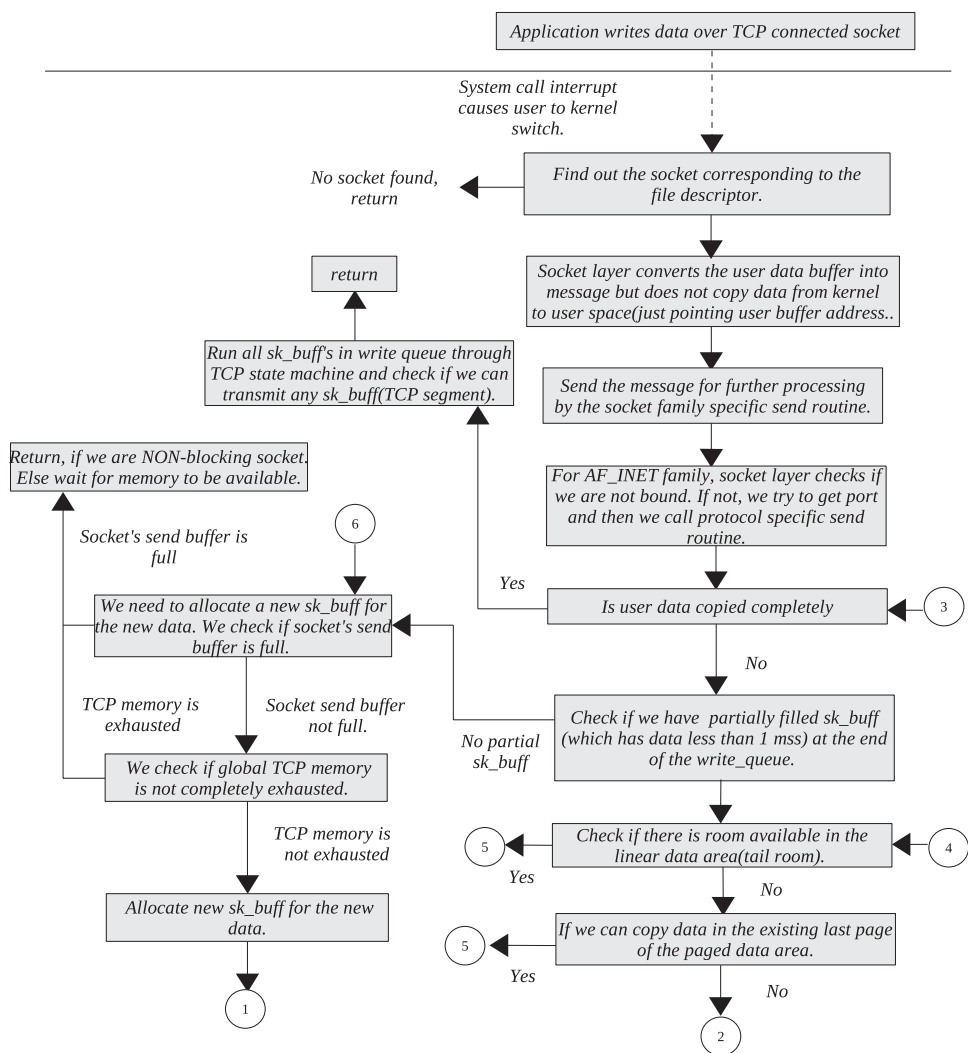 Application writes data over TCP connected socket
System call interrupt
causes user to kernel
switch.
Find out the socket corresponding to the
file descriptor.
No socket found,
return
Socket layer converts the user data buffer into
message but does not copy data from kernel
to user space(just pointing user buffer address..
return
Run all sk_buff's in write queue through
TCP state machine and check if we can
transmit any sk_buff(TCP segment).
Send the message for further processing
by the socket family specific send routine.
Return, if we are NON-blocking socket.
Else wait for memory to be available.
For AF_INET family, socket layer checks if
we are not bound. If not, we try to get port
and then we call protocol specific send
routine.
Socket's send buffer is
full
6
Yes
Is user data copied completely
3
We need to allocate a new sk_buff for
the new data. We check if socket's send
buffer is full.
No
TCP memory is
exhausted
Socket send buffer
not full.
No partial
sk_buff
Check if we have partially filled sk_buff
(which has data less than 1 mss) at the end
of the write_queue.
We check if global TCP memory
is not completely exhausted.
TCP memory is
not exhausted
5
Yes
Check if there is room available in the
linear data area(tail room).
4
No
Allocate new sk_buff for the new
data.
5
Yes
If we can copy data in the existing last page
of the paged data area.
No
1
2